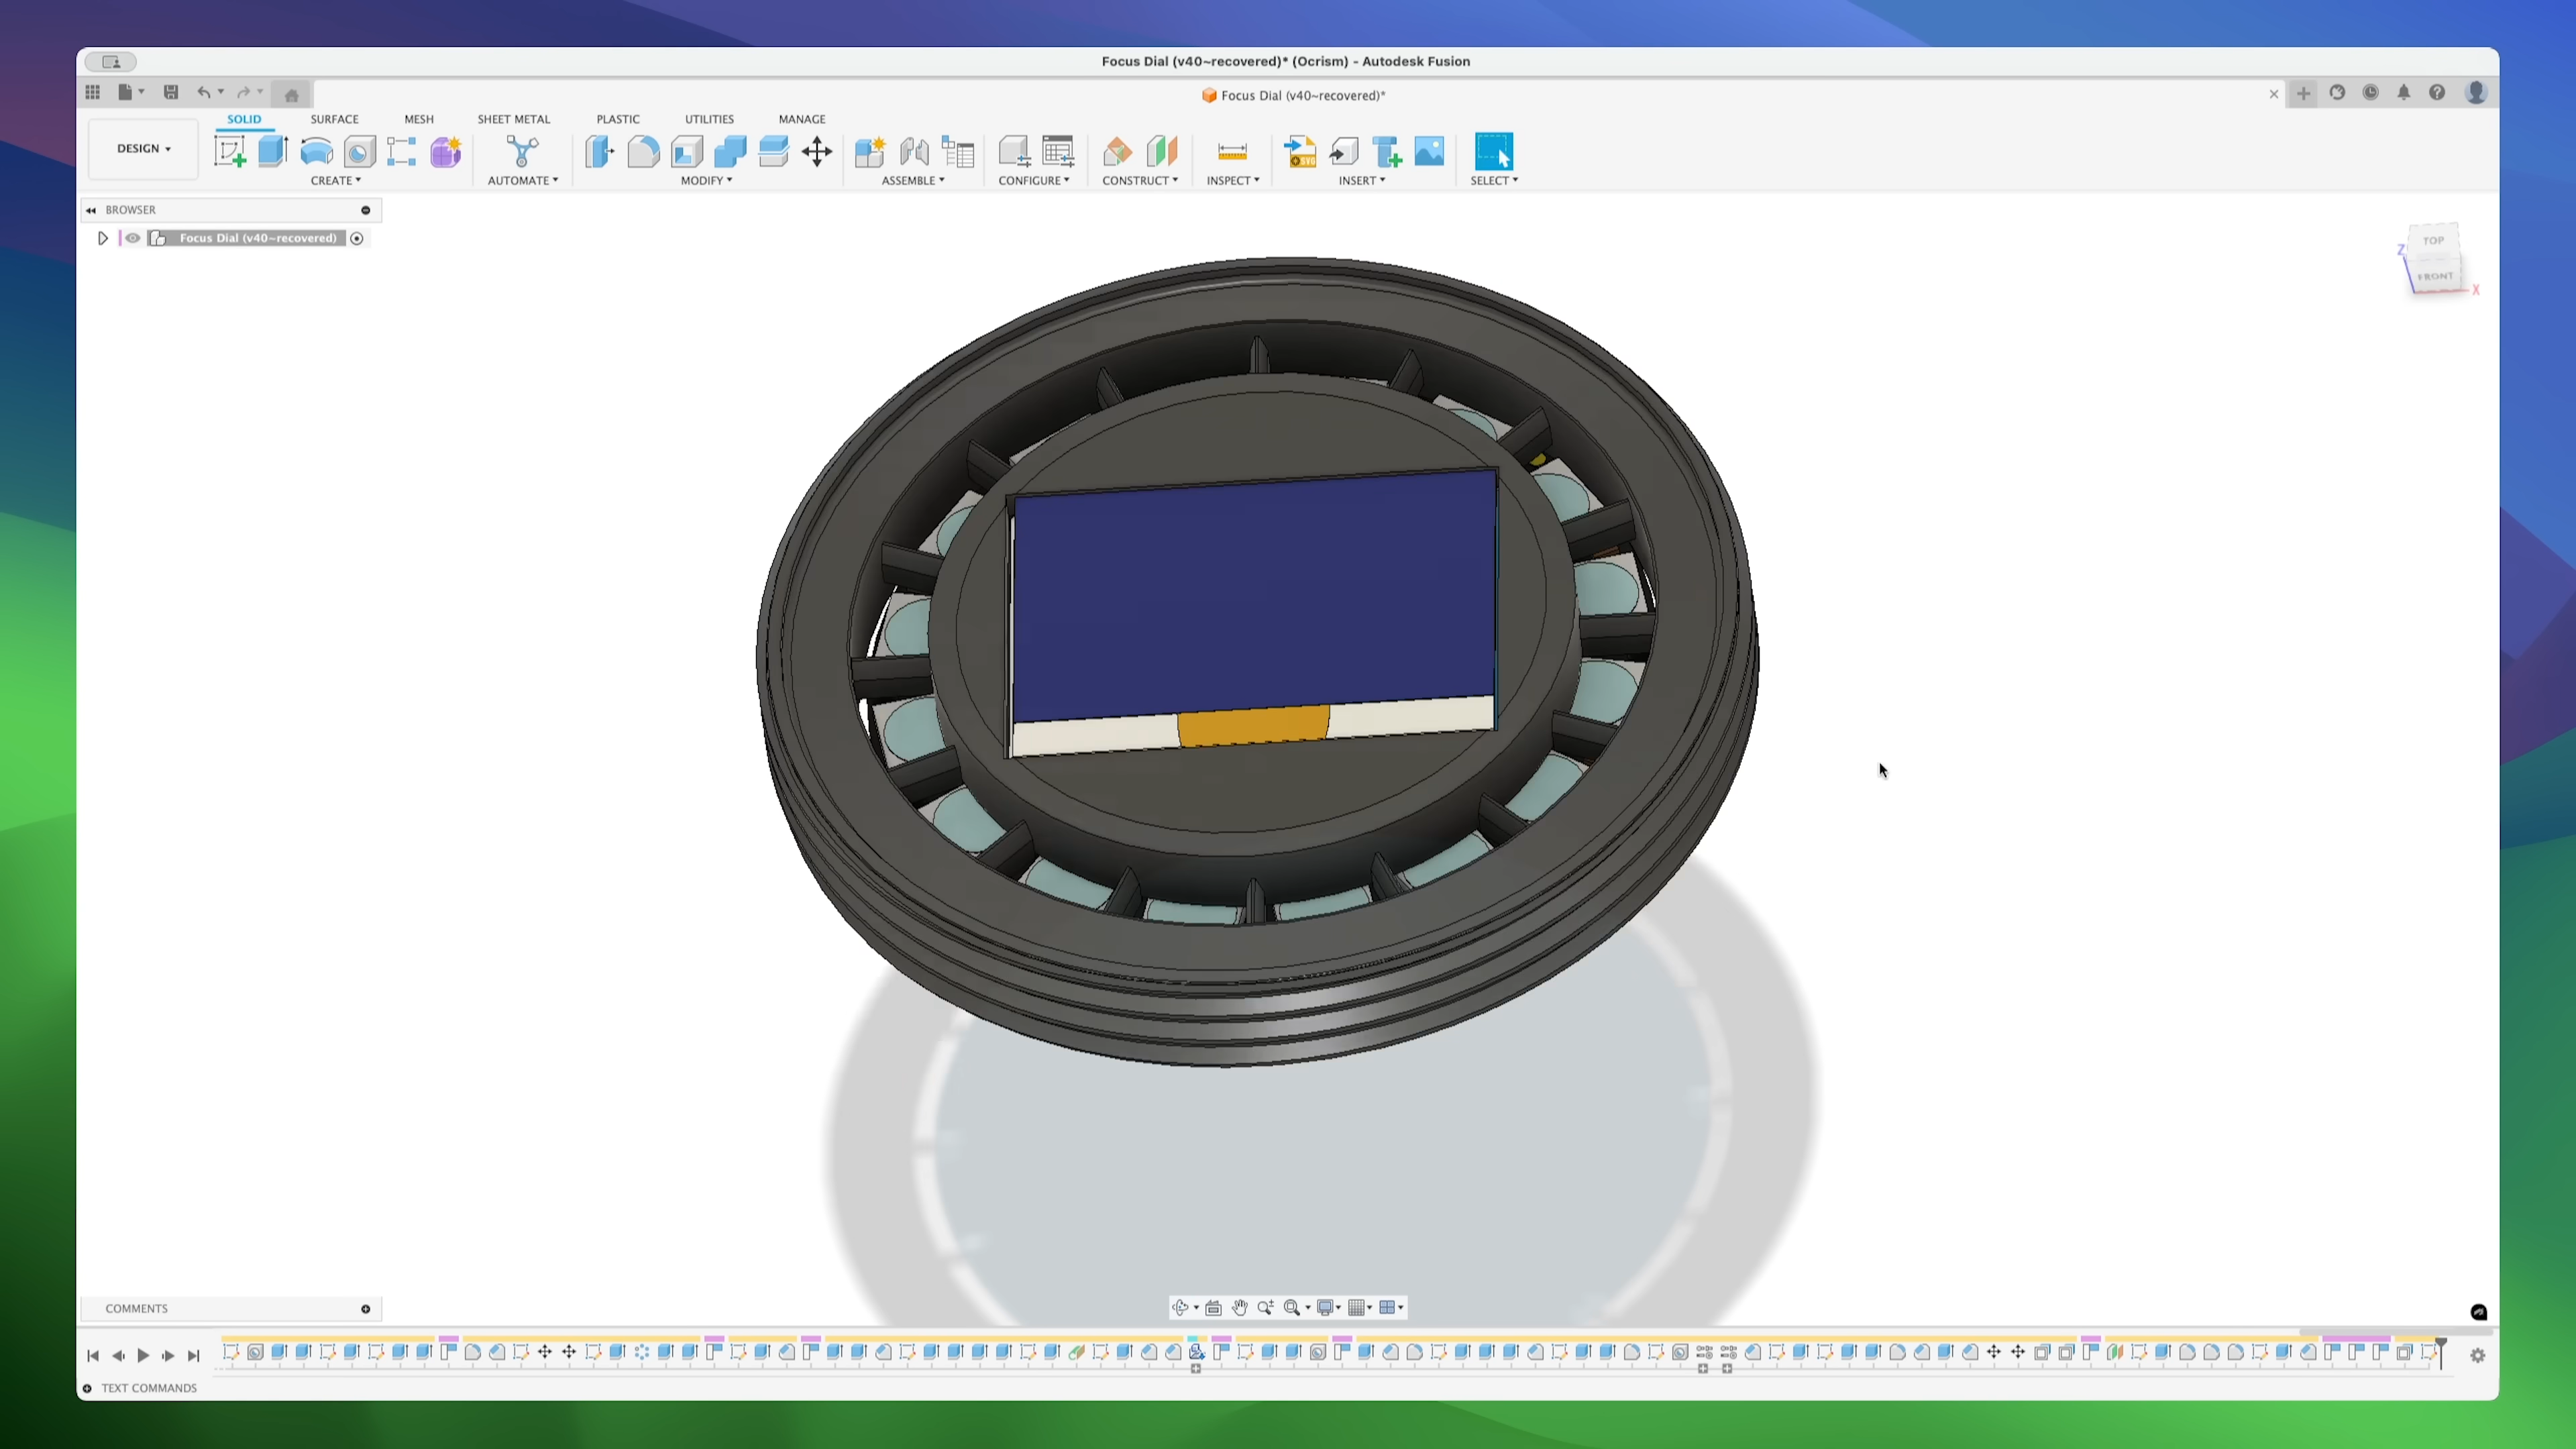 Focus Dial (v40~recovered)* (Ocrism) - Autodesk Fusion
Focus Dial (v40~recovered)*
SOLID SURFACE MESH SHEET METAL PLASTIC UTILITIES MANAGE
DESIGN
CREATE AUTOMATE MODIFY ASSEMBLE CONFIGURE CONSTRUCT INSPECT INSERT SELECT
BROWSER
Focus Dial (v40~recovered)
TOP
Z
FRONT
X
COMMENTS
TEXT COMMANDS